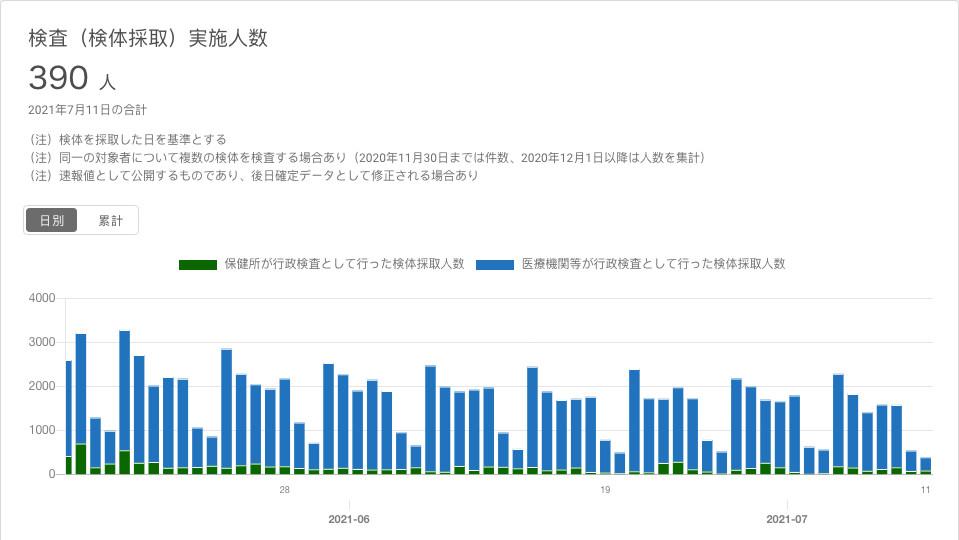 検査（検体採取）実施人数
390 人
2021年7月11日の合計
（注）検体を採取した日を基準とする
（注）同一の対象者について複数の検体を検査する場合あり（2020年11月30日までは件数、2020年12月1日以降は人数を集計）
（注）速報値として公開するものであり、後日確定データとして修正される場合あり
日別 累計
保健所が行政検査として行った検体採取人数 医療機関等が行政検査として行った検体採取人数
4000
3000
2000
1000
0
28 19 11
2021-06 2021-07